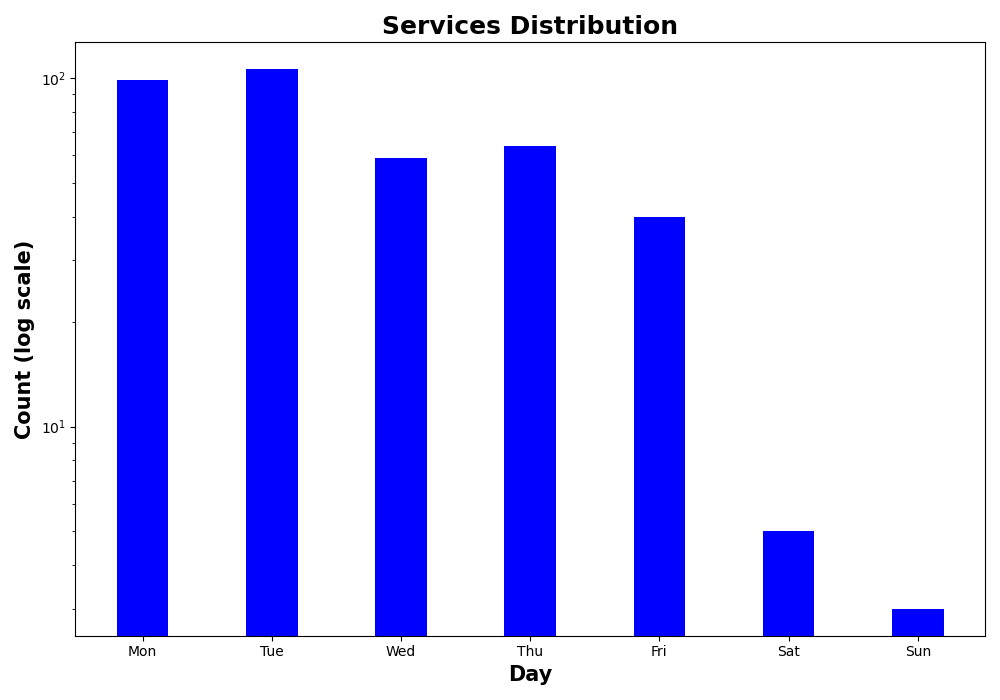 Services Distribution
Count (log scale)
10²
10¹
Mon Tue Wed Thu Fri Sat Sun
Day